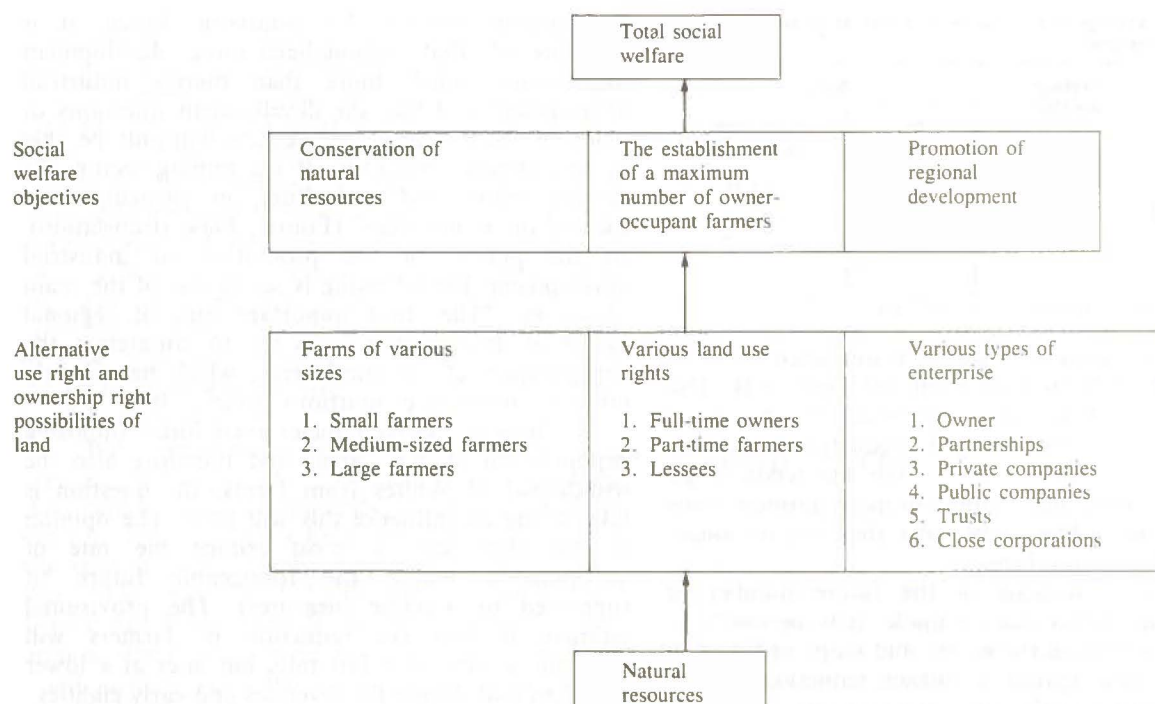 Total social
welfare
Social
welfare
objectives
Conservation of
natural
resources
The establishment
of a maximum
number of owner-
occupant farmers
Promotion of
regional
development
Alternative
use right and
ownership right
possibilities of
land
Farms of various
sizes
1. Small farmers
2. Medium-sized farmers
3. Large farmers
Various land use
rights
1. Full-time owners
2. Part-time farmers
3. Lessees
Various types of
enterprise
1. Owner
2. Partnerships
3. Private companies
4. Public companies
5. Trusts
6. Close corporations
Natural
resources